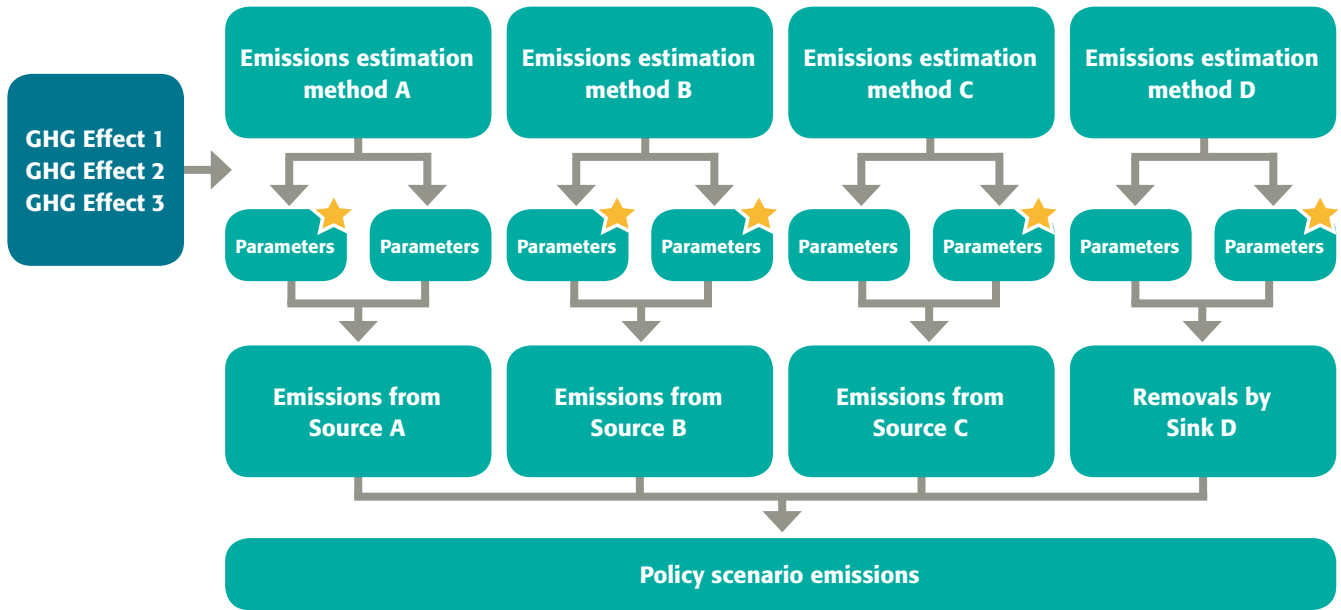 Emissions estimation
method A
Emissions estimation
method B
Emissions estimation
method C
Emissions estimation
method D
GHG Effect 1
GHG Effect 2
GHG Effect 3
Parameters
Parameters
Parameters
Parameters
Parameters
Parameters
Parameters
Parameters
Emissions from
Source A
Emissions from
Source B
Emissions from
Source C
Removals by
Sink D
Policy scenario emissions